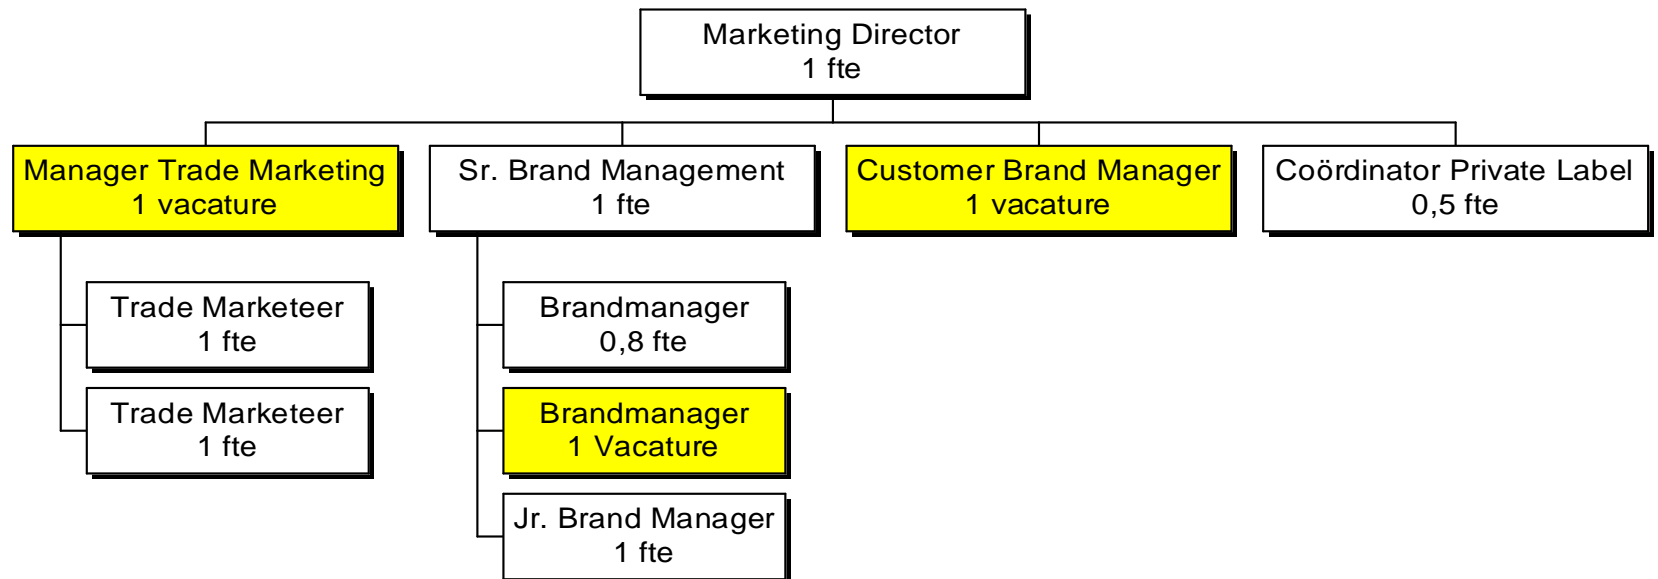 Marketing Director
1 fte
Manager Trade Marketing
1 vacature
Sr. Brand Management
1 fte
Customer Brand Manager
1 vacature
Coördinator Private Label
0,5 fte
Trade Marketeer
1 fte
Trade Marketeer
1 fte
Brandmanager
0,8 fte
Brandmanager
1 Vacature
Jr. Brand Manager
1 fte